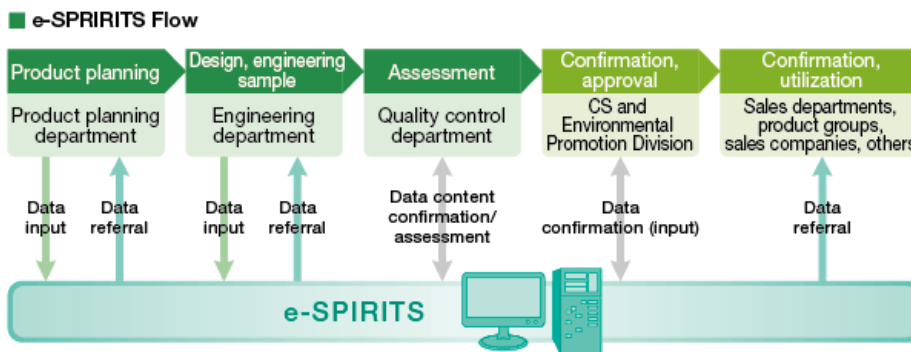 e-SPRIRITS Flow
Product planning
Design, engineering
sample
Assessment
Confirmation,
approval
Confirmation,
utilization
Product planning
department
Engineering
department
Quality control
department
CS and
Environmental
Promotion Division
Sales departments,
product groups,
sales companies, others
Data
input
Data
referral
Data
input
Data
referral
Data content
confirmation/
assessment
Data
confirmation (input)
Data
referral
e-SPIRITS